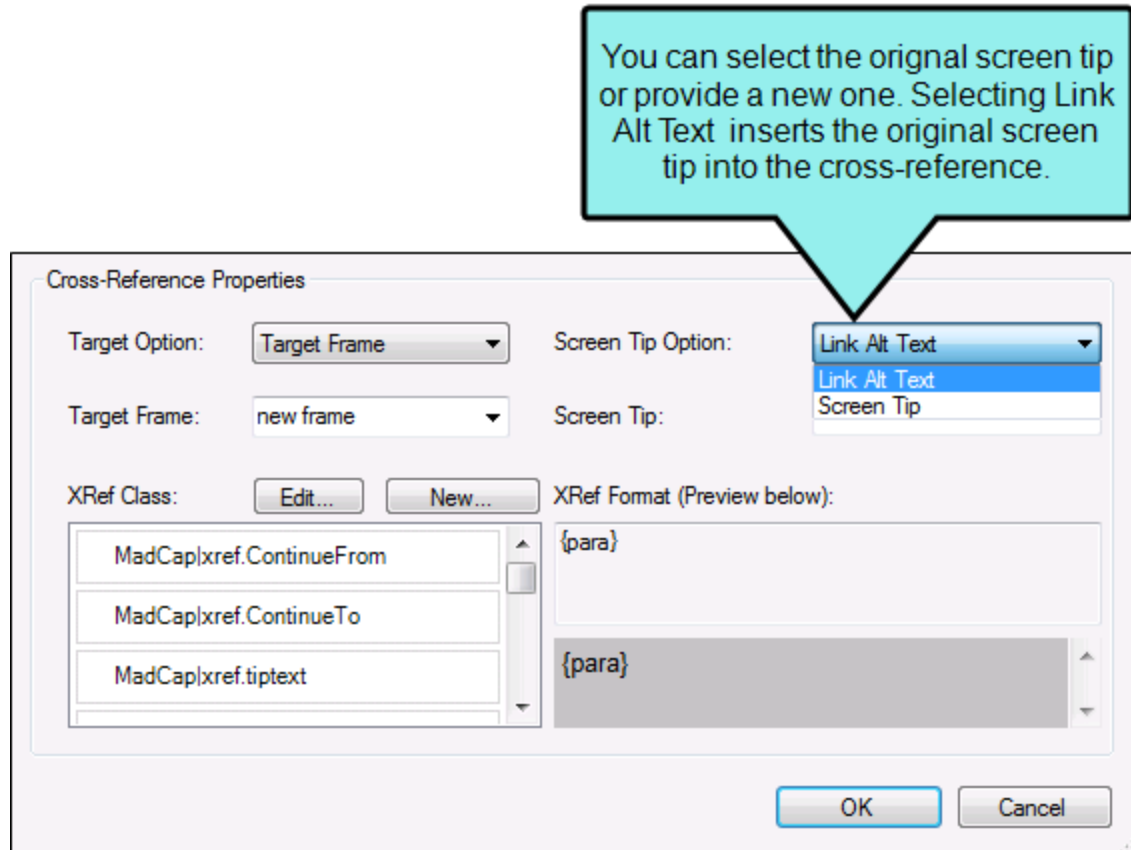 You can select the orignal screen tip
or provide a new one. Selecting Link
Alt Text  inserts the original screen
tip into the cross-reference.
Cross-Reference Properties
Target Option: Target Frame Screen Tip Option: Link Alt Text
Link Alt Text
Screen Tip
Target Frame: new frame Screen Tip:
XRef Class: Edit... New... XRef Format (Preview below):
MadCap|xref.ContinueFrom {para}
MadCap|xref.ContinueTo
MadCap|xref.tiptext {para}
OK Cancel